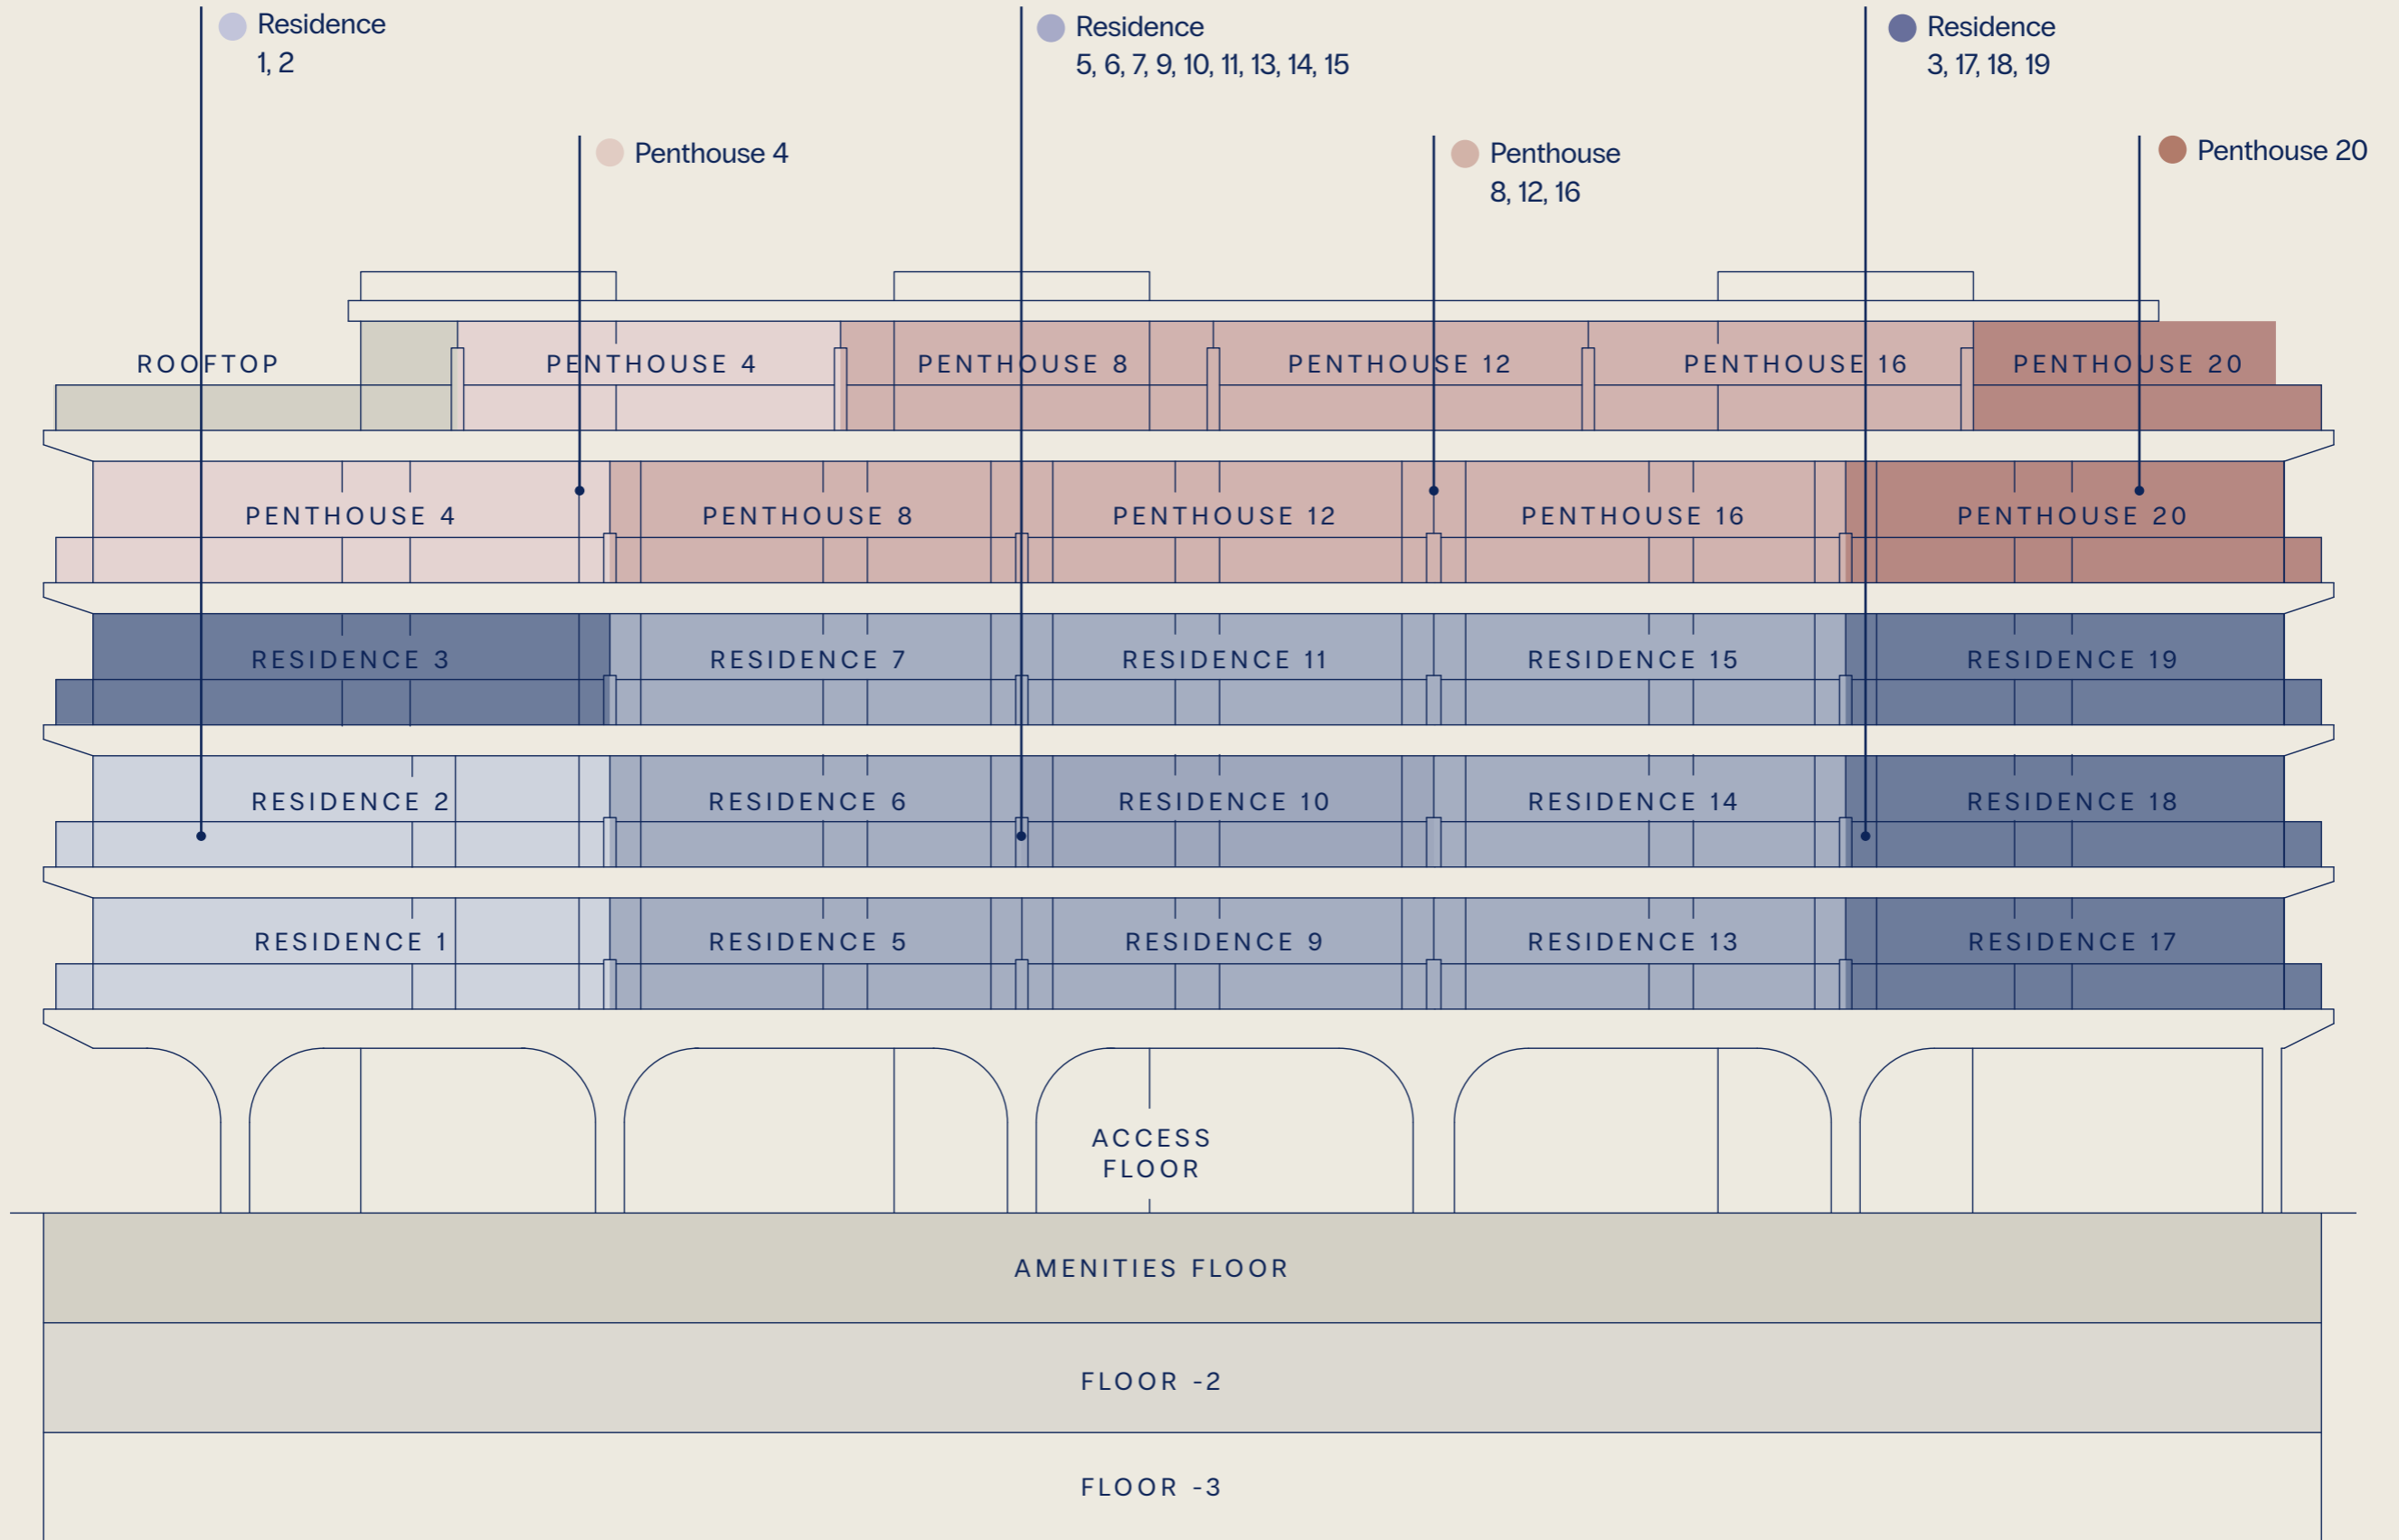 Residence
1, 2
Residence
5, 6, 7, 9, 10, 11, 13, 14, 15
Residence
3, 17, 18, 19
Penthouse 4
Penthouse
8, 12, 16
Penthouse 20
ROOFTOP
PENTHOUSE 4
PENTHOUSE 8
PENTHOUSE 12
PENTHOUSE 16
PENTHOUSE 20
PENTHOUSE 4
PENTHOUSE 8
PENTHOUSE 12
PENTHOUSE 16
PENTHOUSE 20
RESIDENCE 3
RESIDENCE 7
RESIDENCE 11
RESIDENCE 15
RESIDENCE 19
RESIDENCE 2
RESIDENCE 6
RESIDENCE 10
RESIDENCE 14
RESIDENCE 18
RESIDENCE 1
RESIDENCE 5
RESIDENCE 9
RESIDENCE 13
RESIDENCE 17
ACCESS
FLOOR
AMENITIES FLOOR
FLOOR -2
FLOOR -3